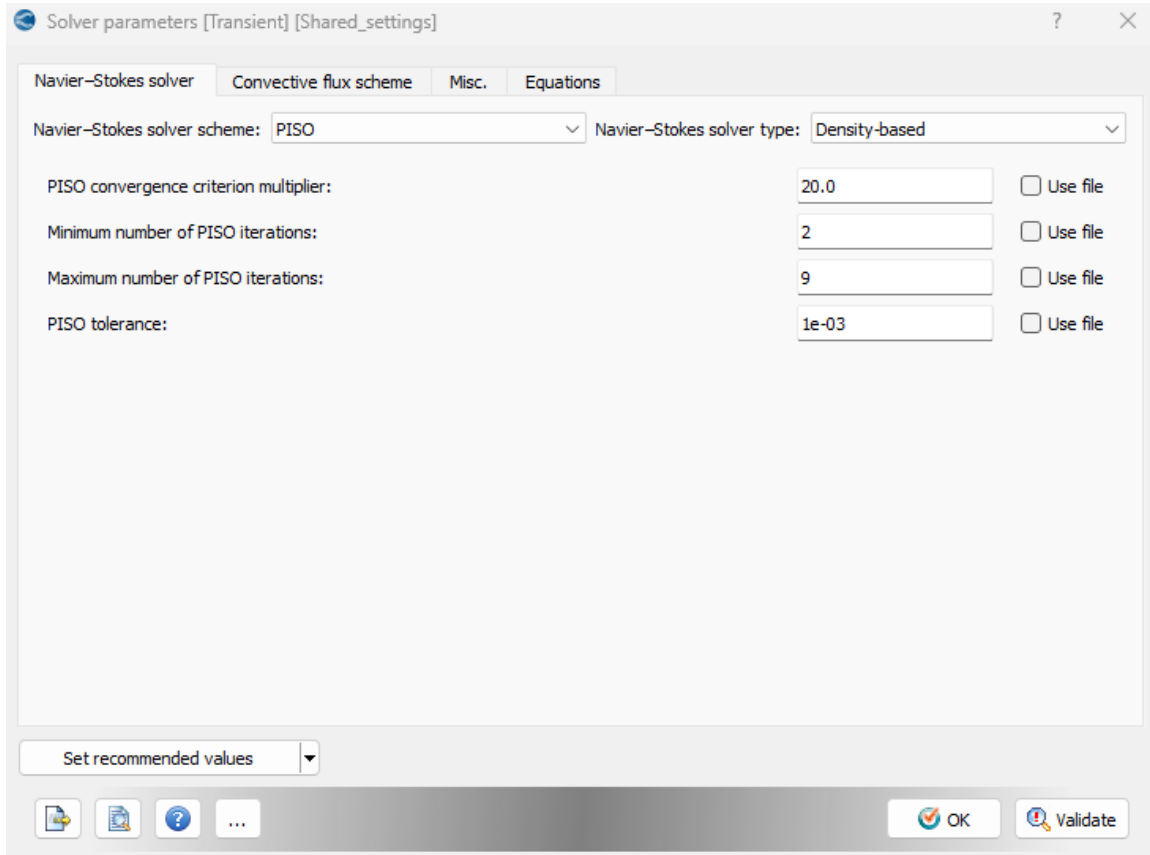 Solver parameters [Transient] [Shared_settings] ?
Navier–Stokes solver Convective flux scheme Misc. Equations
Navier–Stokes solver scheme: PISO Navier–Stokes solver type: Density-based
PISO convergence criterion multiplier: 20.0 Use file
Minimum number of PISO iterations: 2 Use file
Maximum number of PISO iterations: 9 Use file
PISO tolerance: 1e-03 Use file
Set recommended values
... OK Validate